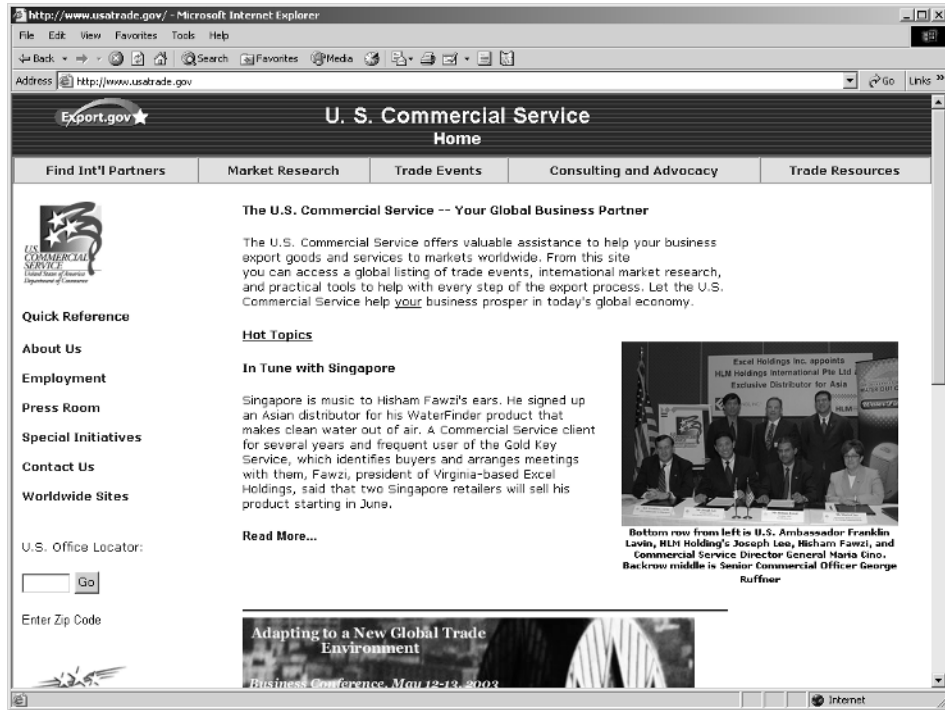 http://www.usatrade.gov/ - Microsoft Internet Explorer
File Edit View Favorites Tools Help
Back Search Favorites Media
Address http://www.usatrade.gov Go Links »
Export.gov
U. S. Commercial Service
Home
Find Int'l Partners Market Research Trade Events Consulting and Advocacy Trade Resources
U.S.
COMMERCIAL
SERVICE
United States of America
Department of Commerce
Quick Reference
About Us
Employment
Press Room
Special Initiatives
Contact Us
Worldwide Sites
U.S. Office Locator:
Go
Enter Zip Code
The U.S. Commercial Service -- Your Global Business Partner
The U.S. Commercial Service offers valuable assistance to help your business
export goods and services to markets worldwide. From this site
you can access a global listing of trade events, international market research,
and practical tools to help with every step of the export process. Let the U.S.
Commercial Service help your business prosper in today's global economy.
Hot Topics
In Tune with Singapore
Singapore is music to Hisham Fawzi's ears. He signed up
an Asian distributor for his WaterFinder product that
makes clean water out of air. A Commercial Service client
for several years and frequent user of the Gold Key
Service, which identifies buyers and arranges meetings
with them, Fawzi, president of Virginia-based Excel
Holdings, said that two Singapore retailers will sell his
product starting in June.
Read More...
Excel Holdings Inc. appoints
HLM Holdings International Pte Ltd
Exclusive Distributor for Asia
HLM
Bottom row from left is U.S. Ambassador Franklin
Lavin, HLM Holding's Joseph Lee, Hisham Fawzi, and
Commercial Service Director General Maria Cino.
Backrow middle is Senior Commercial Officer George
Ruffner
Adapting to a New Global Trade
Environment
Business Conference, May 12-13, 2003
Internet